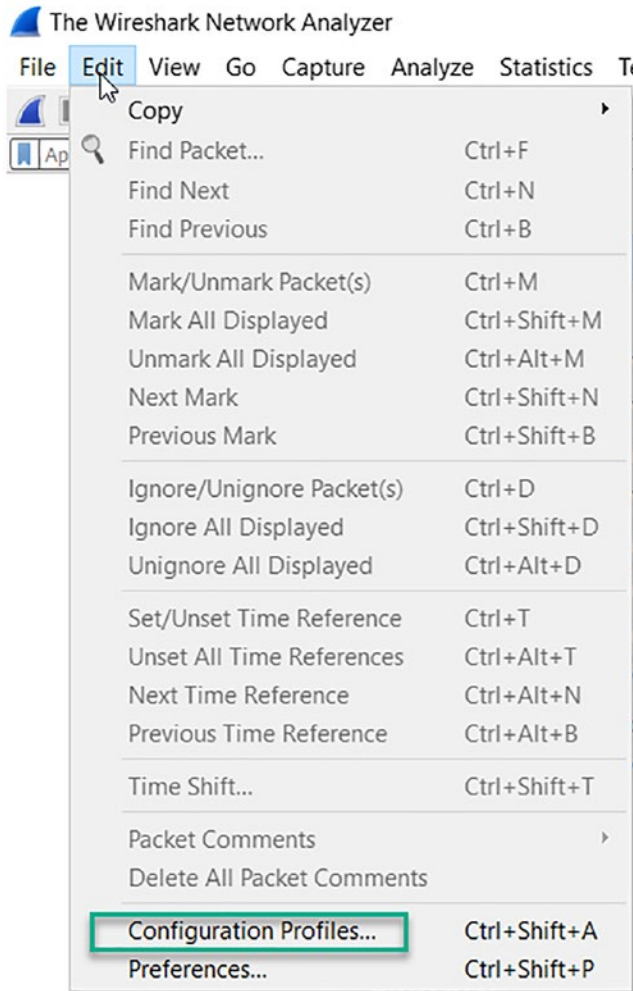 The Wireshark Network Analyzer
File Edit View Go Capture Analyze Statistics
Copy
Find Packet... Ctrl+F
Find Next Ctrl+N
Find Previous Ctrl+B
Mark/Unmark Packet(s) Ctrl+M
Mark All Displayed Ctrl+Shift+M
Unmark All Displayed Ctrl+Alt+M
Next Mark Ctrl+Shift+N
Previous Mark Ctrl+Shift+B
Ignore/Unignore Packet(s) Ctrl+D
Ignore All Displayed Ctrl+Shift+D
Unignore All Displayed Ctrl+Alt+D
Set/Unset Time Reference Ctrl+T
Unset All Time References Ctrl+Alt+T
Next Time Reference Ctrl+Alt+N
Previous Time Reference Ctrl+Alt+B
Time Shift... Ctrl+Shift+T
Packet Comments
Delete All Packet Comments
Configuration Profiles... Ctrl+Shift+A
Preferences... Ctrl+Shift+P